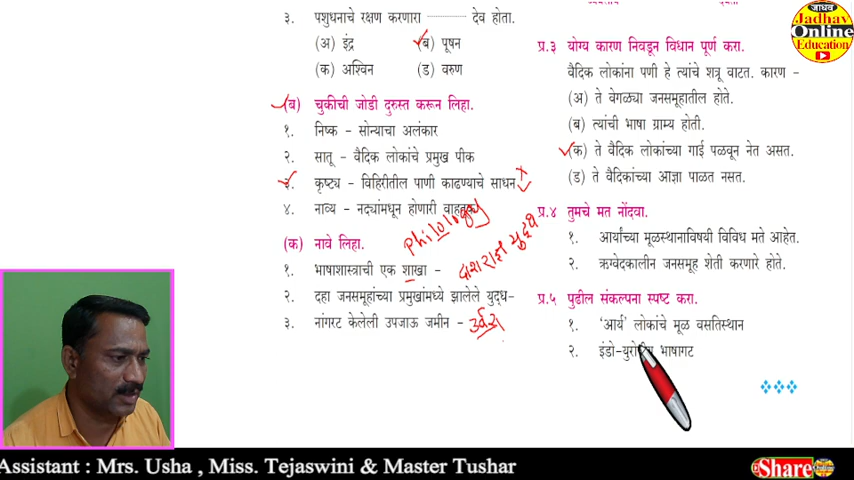 ३. पशुधनाचे रक्षण करणारा ............ देव होता.
(अ) इंद्र (ब) पूषन
(क) अश्विन (ड) वरुण
(ब) चुकीची जोडी दुरुस्त करून लिहा.
१. निष्क - सोन्याचा अलंकार
२. सातू - वैदिक लोकांचे प्रमुख पीक
३. कृष्ट्य - विहिरीतील पाणी काढण्याचे साधन
४. नाव्य - नद्यांमधून होणारी वाहतूक
Philology
(क) नावे लिहा.
१. भाषाशास्त्राची एक शाखा - दाशराज्ञ युद्ध
२. दहा जनसमूहांच्या प्रमुखांमध्ये झालेले युद्ध-
३. नांगरट केलेली उपजाऊ जमीन - उर्वरा
प्र.३ योग्य कारण निवडून विधान पूर्ण करा.
वैदिक लोकांना पणी हे त्यांचे शत्रू वाटत. कारण -
(अ) ते वेगळ्या जनसमूहातील होते.
(ब) त्यांची भाषा ग्राम्य होती.
(क) ते वैदिक लोकांच्या गाई पळवून नेत असत.
(ड) ते वैदिकांच्या आज्ञा पाळत नसत.
प्र.४ तुमचे मत नोंदवा.
१. आर्यांच्या मूळस्थानाविषयी विविध मते आहेत.
२. ऋग्वेदकालीन जनसमूह शेती करणारे होते.
प्र.५ पुढील संकल्पना स्पष्ट करा.
१. 'आर्य' लोकांचे मूळ वसतिस्थान
२. इंडो-युरोपीय भाषागट
जाधव
Jadhav
Online
Education
Assistant : Mrs. Usha , Miss. Tejaswini & Master Tushar
eShare